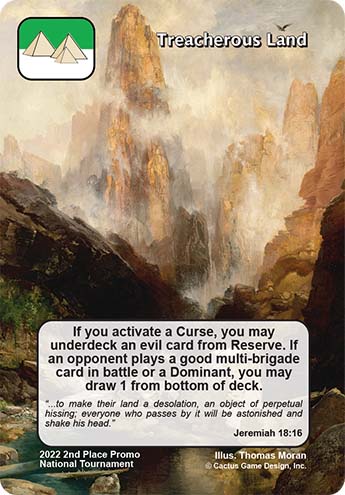 Treacherous Land
If you activate a Curse, you may
underdeck an evil card from Reserve. If
an opponent plays a good multi-brigade
card in battle or a Dominant, you may
draw 1 from bottom of deck.
"...to make their land a desolation, an object of perpetual
hissing; everyone who passes by it will be astonished and
shake his head."
Jeremiah 18:16
2022 2nd Place Promo
National Tournament
Illus. Thomas Moran
© Cactus Game Design, Inc.